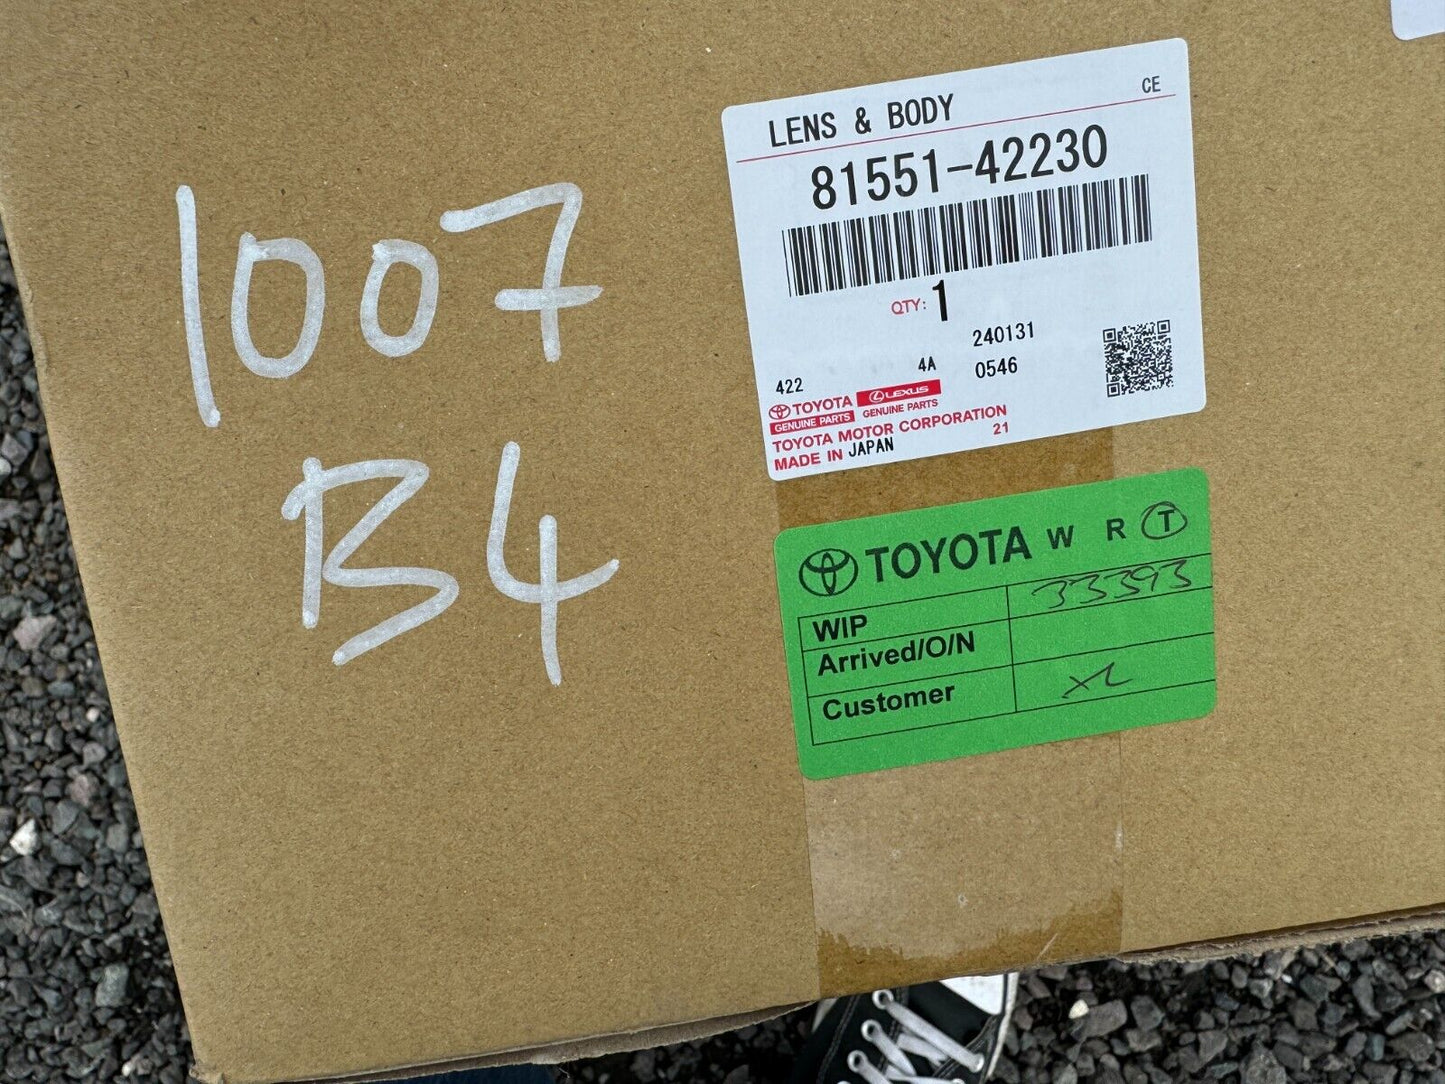 1007
B4
LENS & BODY CE
81551-42230
QTY: 1
240131
422 4A 0546
TOYOTA LEXUS
GENUINE PARTS GENUINE PARTS
TOYOTA MOTOR CORPORATION
MADE IN JAPAN 21
TOYOTA W R T
WIP 33393
Arrived/O/N
Customer